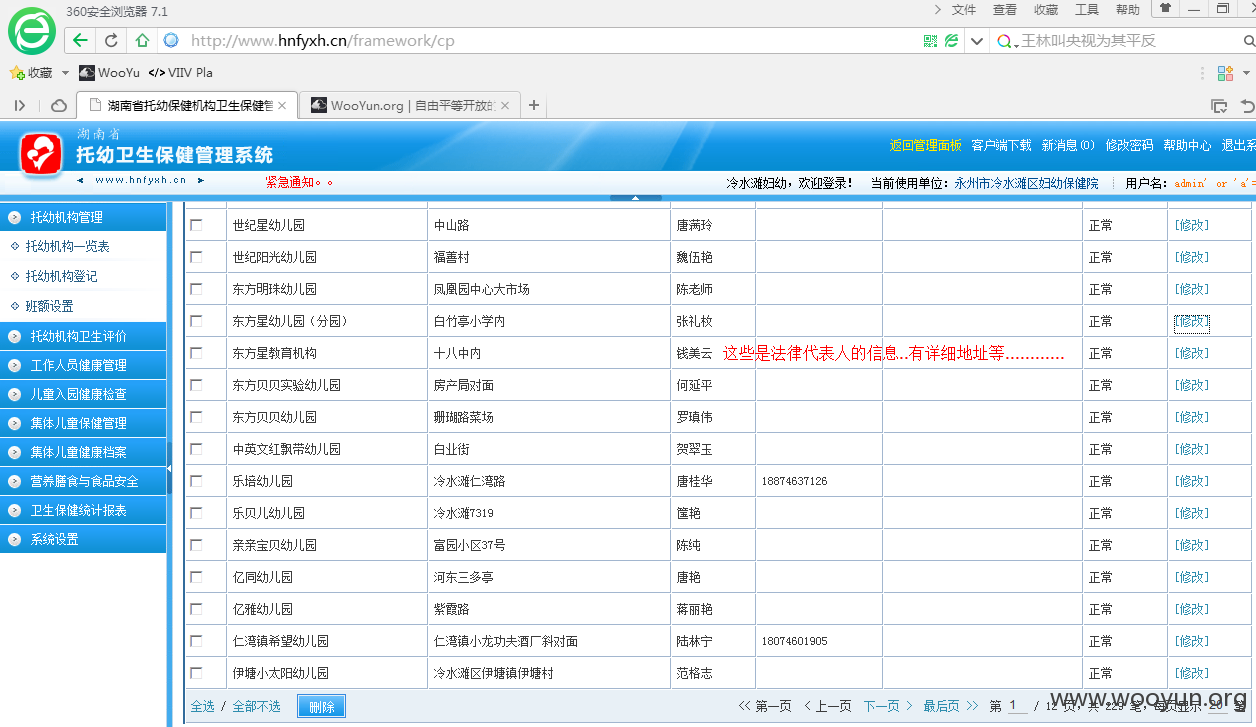 360安全浏览器 7.1
文件 查看 收藏 工具 帮助
http://www.hnfyxh.cn/framework/cp
王林叫央视为其平反
收藏 WooYu </> VIIV Pla
湖南省托幼保健机构卫生保健管
WooYun.org | 自由平等开放的
湖南省
托幼卫生保健管理系统
返回管理面板 客户端下载 新消息(0) 修改密码 帮助中心 退出系
www.hnfyxh.cn
紧急通知。。
冷水滩妇幼，欢迎登录！ 当前使用单位：永州市冷水滩区妇幼保健院 用户名：admin' or 'a'=
托幼机构管理
托幼机构一览表
托幼机构登记
班额设置
托幼机构卫生评价
工作人员健康管理
儿童入园健康检查
集体儿童保健管理
集体儿童健康档案
营养膳食与食品安全
卫生保健统计报表
系统设置
世纪星幼儿园 中山路 唐满玲 正常 [修改]
世纪阳光幼儿园 福善村 魏伍艳 正常 [修改]
东方明珠幼儿园 凤凰园中心大市场 陈老师 正常 [修改]
东方星幼儿园（分园） 白竹亭小学内 张礼枚 正常 [修改]
东方星教育机构 十八中内 钱美云 正常 [修改]
这些是法律代表人的信息..有详细地址等............
东方贝贝实验幼儿园 房产局对面 何延平 正常 [修改]
东方贝贝幼儿园 珊瑚路菜场 罗瑱伟 正常 [修改]
中英文红飘带幼儿园 白业街 贺翠玉 正常 [修改]
乐培幼儿园 冷水滩仁湾路 唐桂华 18874637126 正常 [修改]
乐贝儿幼儿园 冷水滩7319 筐艳 正常 [修改]
亲亲宝贝幼儿园 富园小区37号 陈纯 正常 [修改]
亿同幼儿园 河东三多亭 唐艳 正常 [修改]
亿雅幼儿园 紫霞路 蒋丽艳 正常 [修改]
仁湾镇希望幼儿园 仁湾镇小龙功夫酒厂斜对面 陆林宁 18074601905 正常 [修改]
伊塘小太阳幼儿园 冷水滩区伊塘镇伊塘村 范格志 正常 [修改]
全选 / 全部不选 删除
第一页 上一页 下一页 最后页 第 1 / 12 页，共 229 笔，每页显示 20 笔
www.wooyun.org